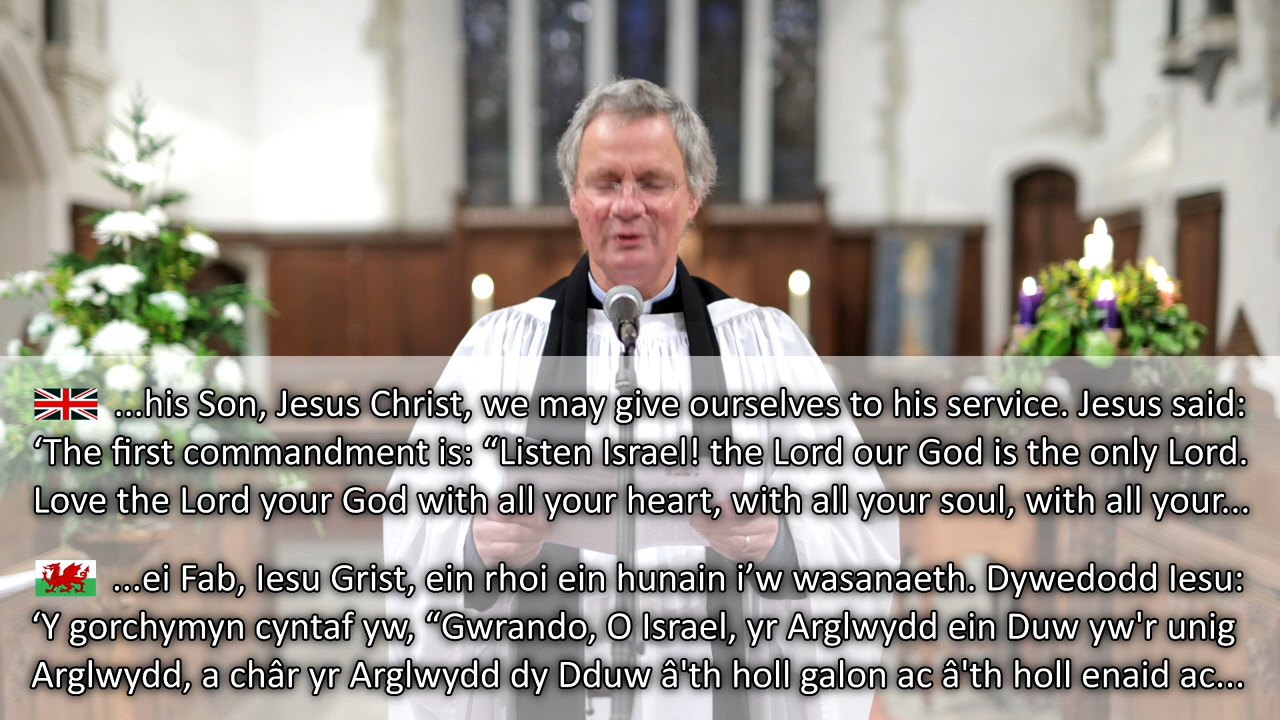 ...his Son, Jesus Christ, we may give ourselves to his service. Jesus said:
‘The first commandment is: “Listen Israel! the Lord our God is the only Lord.
Love the Lord your God with all your heart, with all your soul, with all your...
...ei Fab, Iesu Grist, ein rhoi ein hunain i’w wasanaeth. Dywedodd Iesu:
‘Y gorchymyn cyntaf yw, “Gwrando, O Israel, yr Arglwydd ein Duw yw'r unig
Arglwydd, a châr yr Arglwydd dy Dduw â'th holl galon ac â'th holl enaid ac...